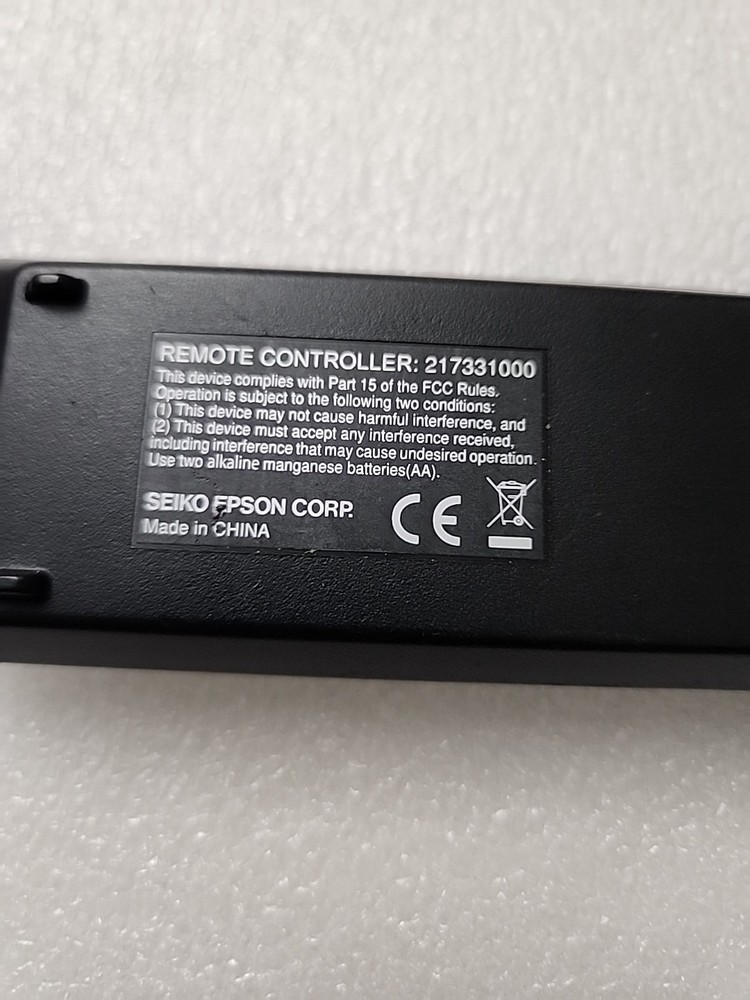 REMOTE CONTROLLER: 217331000
This device complies with Part 15 of the FCC Rules.
Operation is subject to the following two conditions:
(1) This device may not cause harmful interference, and
(2) This device must accept any interference received,
including interference that may cause undesired operation.
Use two alkaline manganese batteries(AA).
SEIKO EPSON CORP.
Made in CHINA
CE